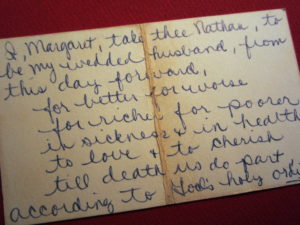 I, Margaret, take thee Nathan, to
be my wedded husband, from
this day forward,
for better for worse
for richer for poorer
in sickness & in health
to love & to cherish
till death us do part
according to God's holy